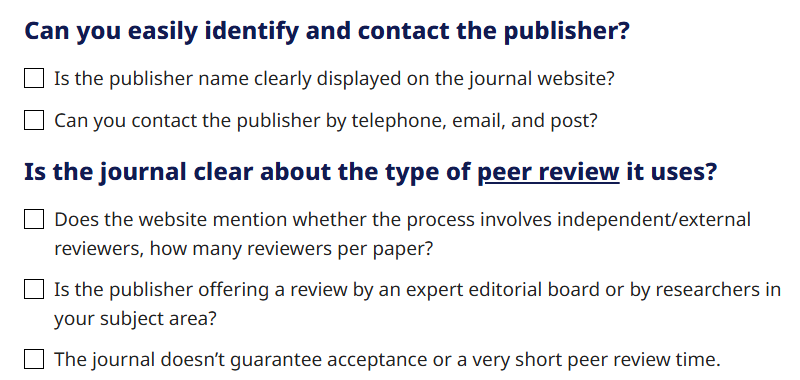 Can you easily identify and contact the publisher?
Is the publisher name clearly displayed on the journal website?
Can you contact the publisher by telephone, email, and post?
Is the journal clear about the type of peer review it uses?
Does the website mention whether the process involves independent/external
reviewers, how many reviewers per paper?
Is the publisher offering a review by an expert editorial board or by researchers in
your subject area?
The journal doesn’t guarantee acceptance or a very short peer review time.